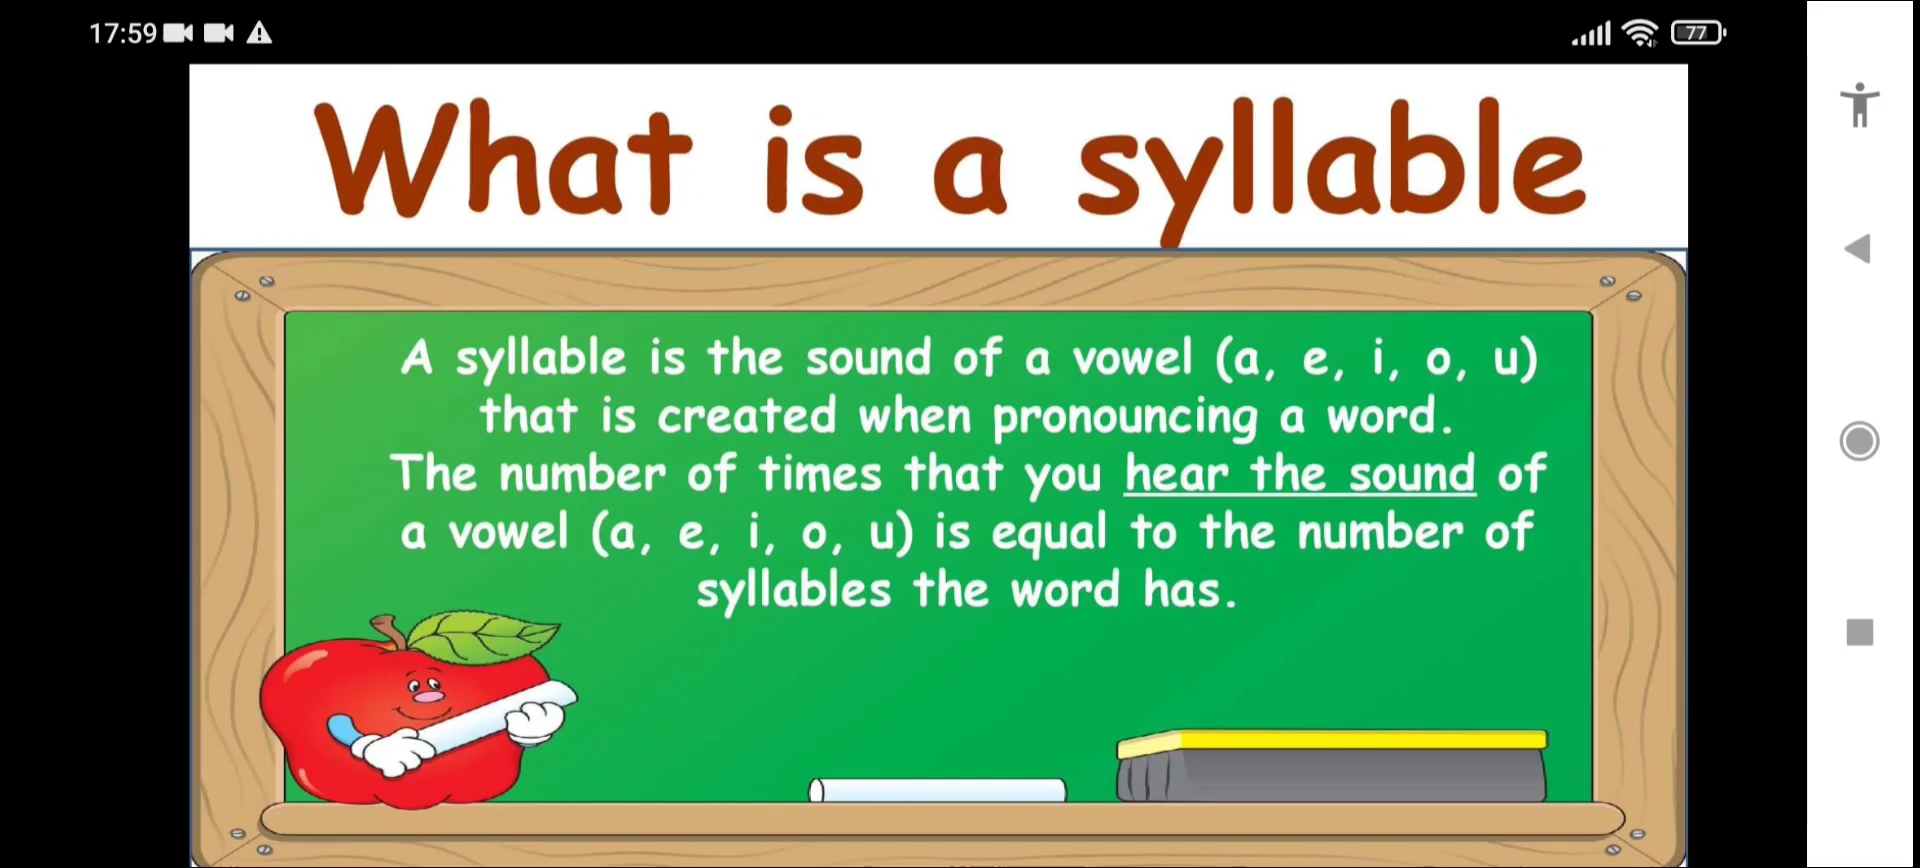 17:59
77
What is a syllable
A syllable is the sound of a vowel (a, e, i, o, u)
that is created when pronouncing a word.
The number of times that you hear the sound of
a vowel (a, e, i, o, u) is equal to the number of
syllables the word has.